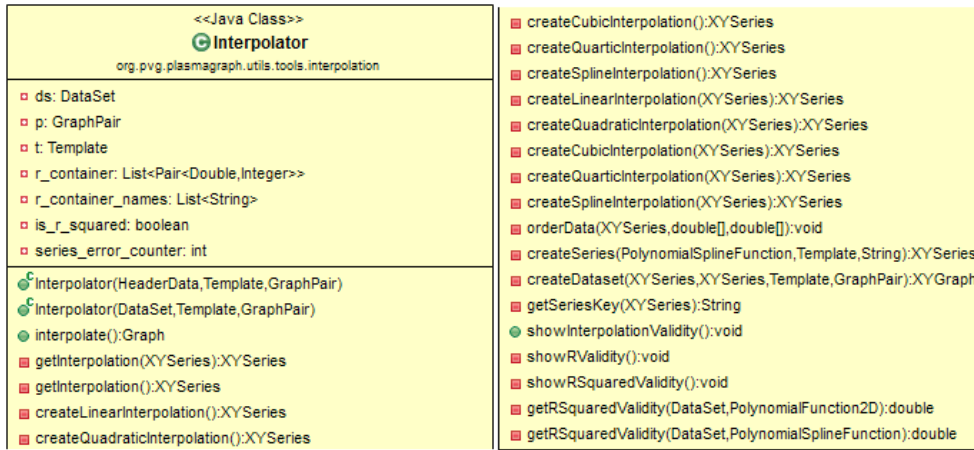 <<Java Class>>
Interpolator
org.pvg.plasmagraph.utils.tools.interpolation
ds: DataSet
p: GraphPair
t: Template
r_container: List<Pair<Double,Integer>>
r_container_names: List<String>
is_r_squared: boolean
series_error_counter: int
Interpolator(HeaderData,Template,GraphPair)
Interpolator(DataSet,Template,GraphPair)
interpolate():Graph
getInterpolation(XYSeries):XYSeries
getInterpolation():XYSeries
createLinearInterpolation():XYSeries
createQuadraticInterpolation():XYSeries
createCubicInterpolation():XYSeries
createQuarticInterpolation():XYSeries
createSplineInterpolation():XYSeries
createLinearInterpolation(XYSeries):XYSeries
createQuadraticInterpolation(XYSeries):XYSeries
createCubicInterpolation(XYSeries):XYSeries
createQuarticInterpolation(XYSeries):XYSeries
createSplineInterpolation(XYSeries):XYSeries
orderData(XYSeries,double[],double[]):void
createSeries(PolynomialSplineFunction,Template,String):XYSeries
createDataset(XYSeries,XYSeries,Template,GraphPair):XYGraph
getSeriesKey(XYSeries):String
showInterpolationValidity():void
showRValidity():void
showRSquaredValidity():void
getRSquaredValidity(DataSet,PolynomialFunction2D):double
getRSquaredValidity(DataSet,PolynomialSplineFunction):double